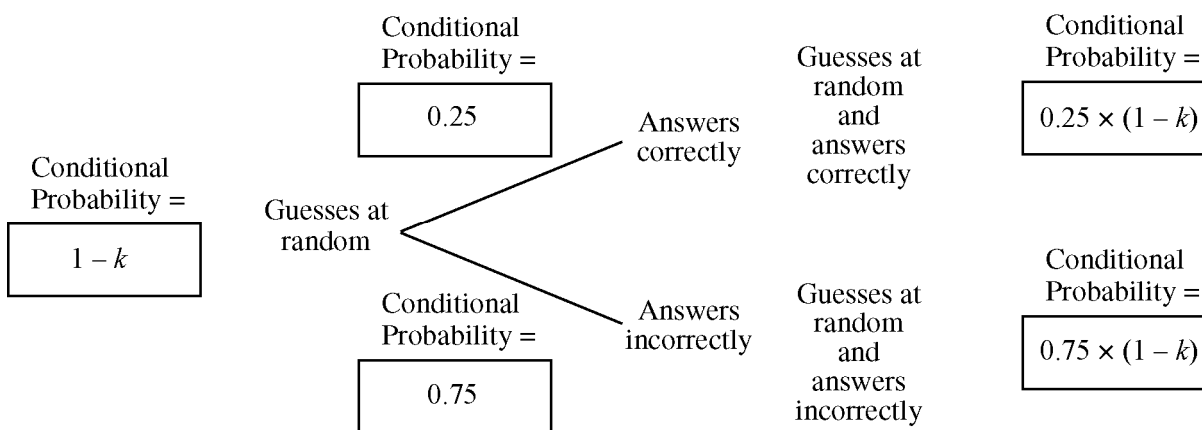 Conditional
Probability =
1 – k
Guesses at
random
Conditional
Probability =
0.25
Answers
correctly
Guesses at
random
and
answers
correctly
Conditional
Probability =
0.25 × (1 – k)
Conditional
Probability =
0.75
Answers
incorrectly
Guesses at
random
and
answers
incorrectly
Conditional
Probability =
0.75 × (1 – k)